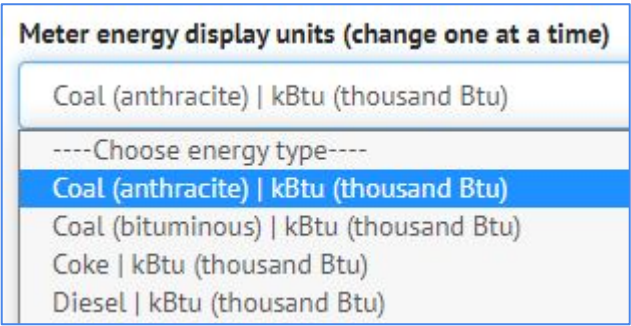 Meter energy display units (change one at a time)
Coal (anthracite) | kBtu (thousand Btu)
----Choose energy type----
Coal (anthracite) | kBtu (thousand Btu)
Coal (bituminous) | kBtu (thousand Btu)
Coke | kBtu (thousand Btu)
Diesel | kBtu (thousand Btu)